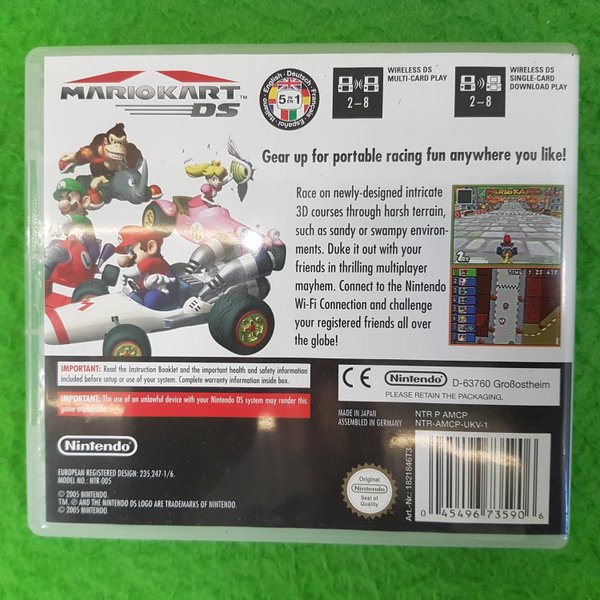 MARIOKART™
DS
English · Deutsch · Français
Español · Italiano
5 IN 1
EN
WIRELESS DS
MULTI-CARD PLAY
2–8
WIRELESS DS
SINGLE-CARD
DOWNLOAD PLAY
2–8
Gear up for portable racing fun anywhere you like!
Race on newly-designed intricate
3D courses through harsh terrain,
such as sandy or swampy environ-
ments. Duke it out with your
friends in thrilling multiplayer
mayhem. Connect to the Nintendo
Wi-Fi Connection and challenge
your registered friends all over
the globe!
IMPORTANT: Read the Instruction Booklet and the important health and safety information
included before setup or use of your system. Complete warranty information inside box.
IMPORTANT: The use of an unlawful device with your Nintendo DS system may render this
game unplayable.
CE Nintendo D-63760 Großostheim
PLEASE RETAIN THE PACKAGING.
MADE IN JAPAN
ASSEMBLED IN GERMANY
NTR P AMCP
NTR-AMCP-UKV-1
Nintendo
EUROPEAN REGISTERED DESIGN: 235,247-1/6.
MODEL NO.: NTR-005
© 2005 NINTENDO.
TM, ® AND THE NINTENDO DS LOGO ARE TRADEMARKS OF NINTENDO.
© 2005 NINTENDO.
Original
Nintendo
Seal of
Quality
Art.-Nr.: 1821846T3
0 45496 73590 6